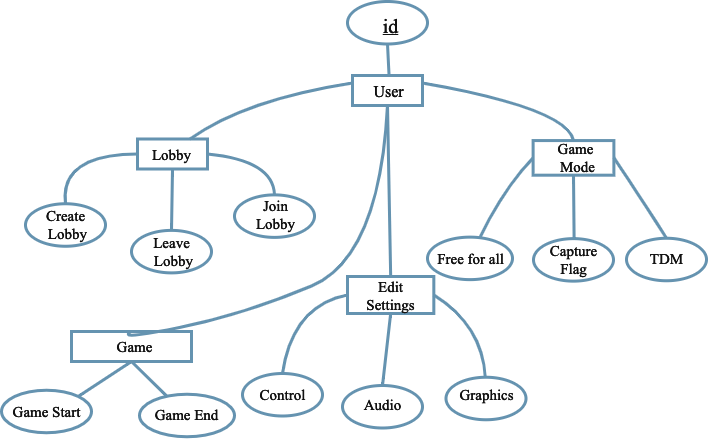 id
User
Lobby
Game
Mode
Create
Lobby
Leave
Lobby
Join
Lobby
Free for all
Capture
Flag
TDM
Edit
Settings
Game
Control
Audio
Graphics
Game Start
Game End